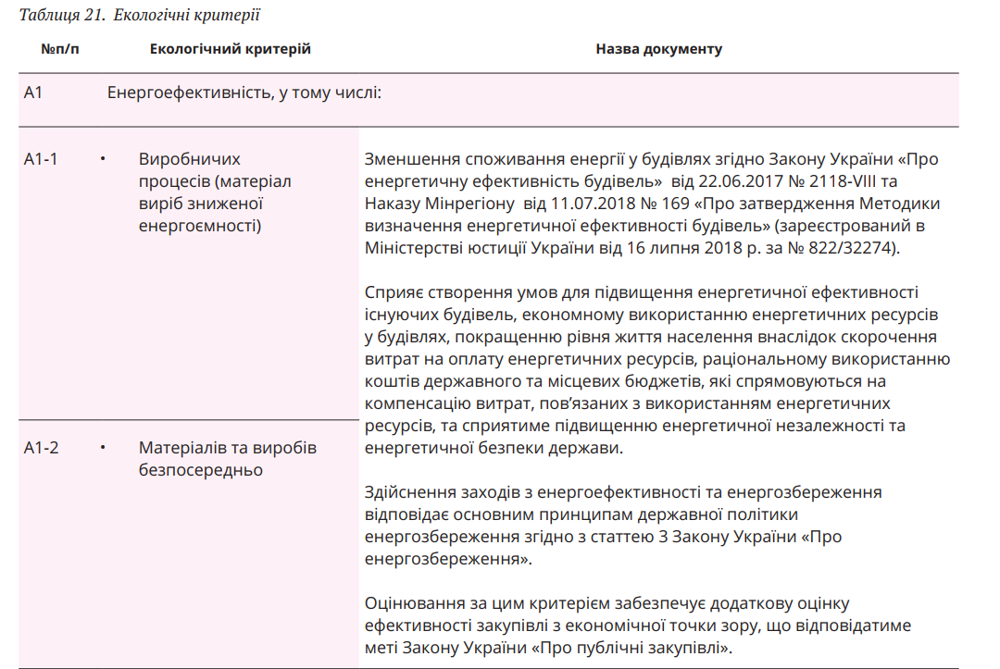 Таблиця 21. Екологічні критерії
№п/п Екологічний критерій Назва документу
А1 Енергоефективність, у тому числі:
А1-1 • Виробничих
процесів (матеріал
виріб зниженої
енергоємності)
Зменшення споживання енергії у будівлях згідно Закону України «Про
енергетичну ефективність будівель» від 22.06.2017 № 2118-VIII та
Наказу Мінрегіону від 11.07.2018 № 169 «Про затвердження Методики
визначення енергетичної ефективності будівель» (зареєстрований в
Міністерстві юстиції України від 16 липня 2018 р. за № 822/32274).
Сприяє створення умов для підвищення енергетичної ефективності
існуючих будівель, економному використанню енергетичних ресурсів
у будівлях, покращенню рівня життя населення внаслідок скорочення
витрат на оплату енергетичних ресурсів, раціональному використанню
коштів державного та місцевих бюджетів, які спрямовуються на
компенсацію витрат, пов’язаних з використанням енергетичних
ресурсів, та сприятиме підвищенню енергетичної незалежності та
енергетичної безпеки держави.
А1-2 • Матеріалів та виробів
безпосередньо
Здійснення заходів з енергоефективності та енергозбереження
відповідає основним принципам державної політики
енергозбереження згідно з статтею 3 Закону України «Про
енергозбереження».
Оцінювання за цим критерієм забезпечує додаткову оцінку
ефективності закупівлі з економічної точки зору, що відповідатиме
меті Закону України «Про публічні закупівлі».